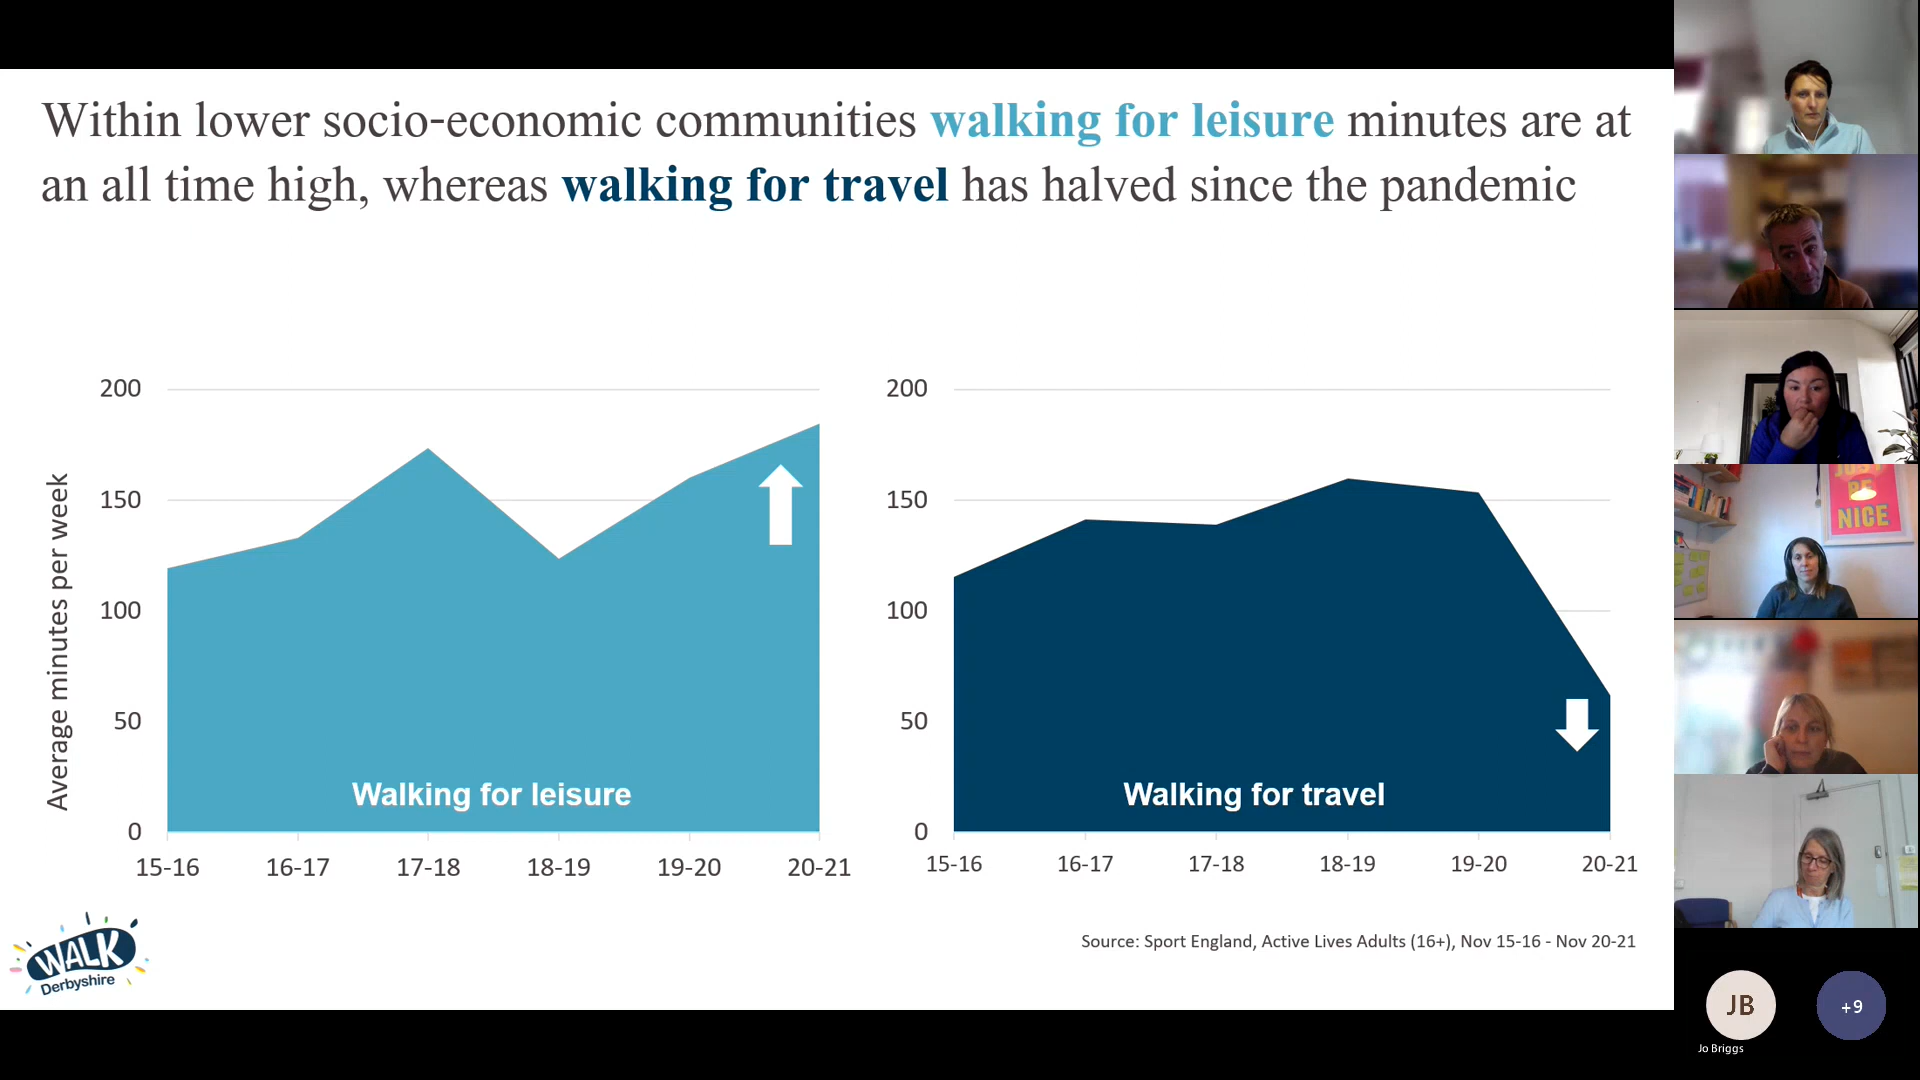 Within lower socio-economic communities walking for leisure minutes are at
an all time high, whereas walking for travel has halved since the pandemic
Average minutes per week
200
150
100
50
0
Walking for leisure
15-16 16-17 17-18 18-19 19-20 20-21
200
150
100
50
0
Walking for travel
15-16 16-17 17-18 18-19 19-20 20-21
WALK
Derbyshire
Source: Sport England, Active Lives Adults (16+), Nov 15-16 - Nov 20-21
JUST
BE
NICE
JB
+9
Jo Briggs